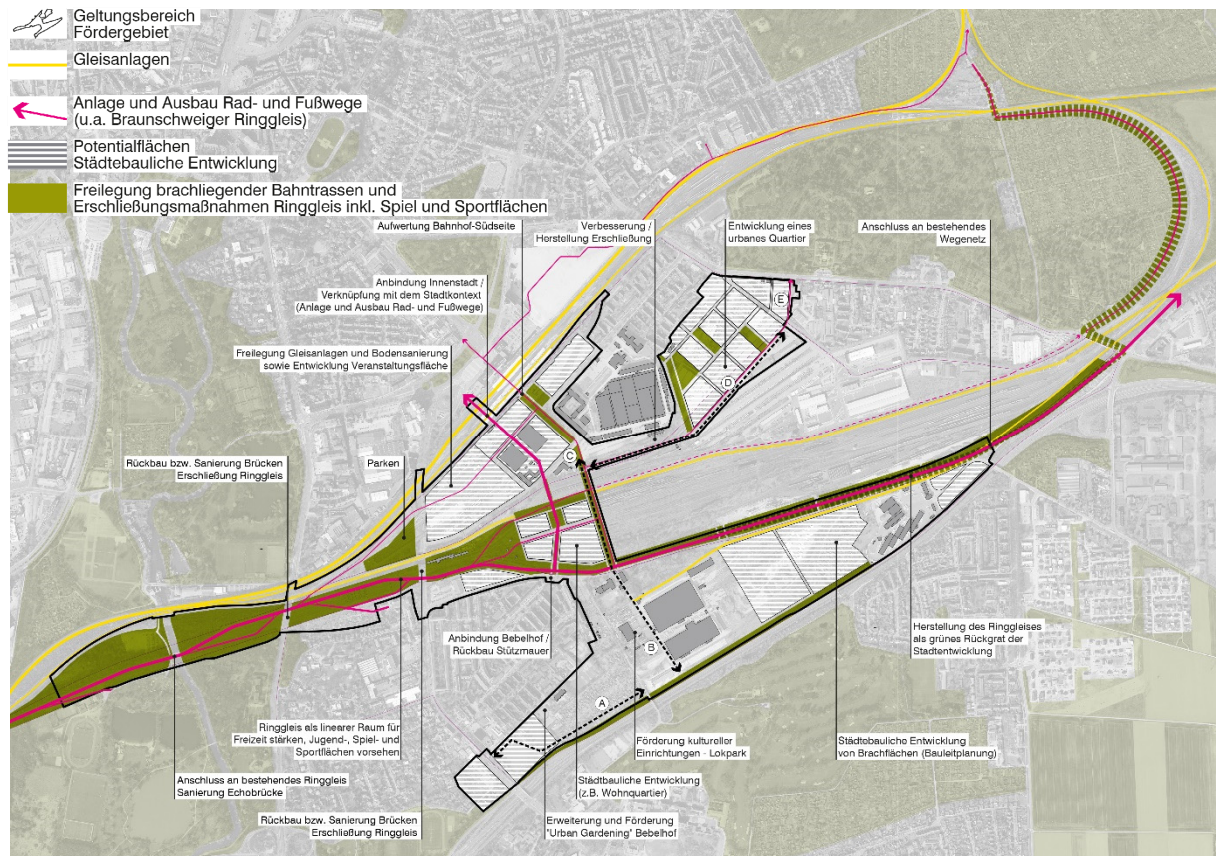 Geltungsbereich
Fördergebiet
Gleisanlagen
Anlage und Ausbau Rad- und Fußwege
(u.a. Braunschweiger Ringgleis)
Potentialflächen
Städtebauliche Entwicklung
Freilegung brachliegender Bahntrassen und
Erschließungsmaßnahmen Ringgleis inkl. Spiel und Sportflächen
Aufwertung Bahnhof-Südseite
Verbesserung /
Herstellung Erschließung
Entwicklung eines
urbanes Quartier
Anschluss an bestehendes
Wegenetz
Anbindung Innenstadt /
Verknüpfung mit dem Stadtkontext
(Anlage und Ausbau Rad- und Fußwege)
Freilegung Gleisanlagen und Bodensanierung
sowie Entwicklung Veranstaltungsfläche
Rückbau bzw. Sanierung Brücken
Erschließung Ringgleis
Parken
E
D
C
B
A
Anbindung Bebelhof /
Rückbau Stützmauer
Herstellung des Ringgleises
als grünes Rückgrat der
Stadtentwicklung
Ringgleis als linearer Raum für
Freizeit stärken, Jugend-, Spiel- und
Sportflächen vorsehen
Förderung kultureller
Einrichtungen - Lokpark
Städtebauliche Entwicklung
von Brachflächen (Bauleitplanung)
Anschluss an bestehendes Ringgleis
Sanierung Echobrücke
Städtbauliche Entwicklung
(z.B. Wohnquartier)
Rückbau bzw. Sanierung Brücken
Erschließung Ringgleis
Erweiterung und Förderung
"Urban Gardening" Bebelhof